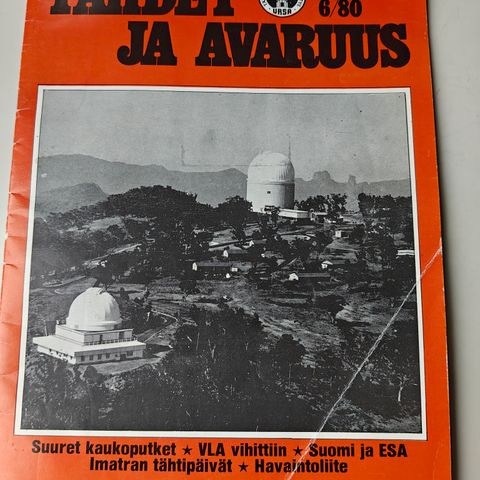 TÄHDET
URSA
6/80
JA AVARUUS
Suuret kaukoputket ★ VLA vihittiin ★ Suomi ja ESA
Imatran tähtipäivät ★ Havaintoliite